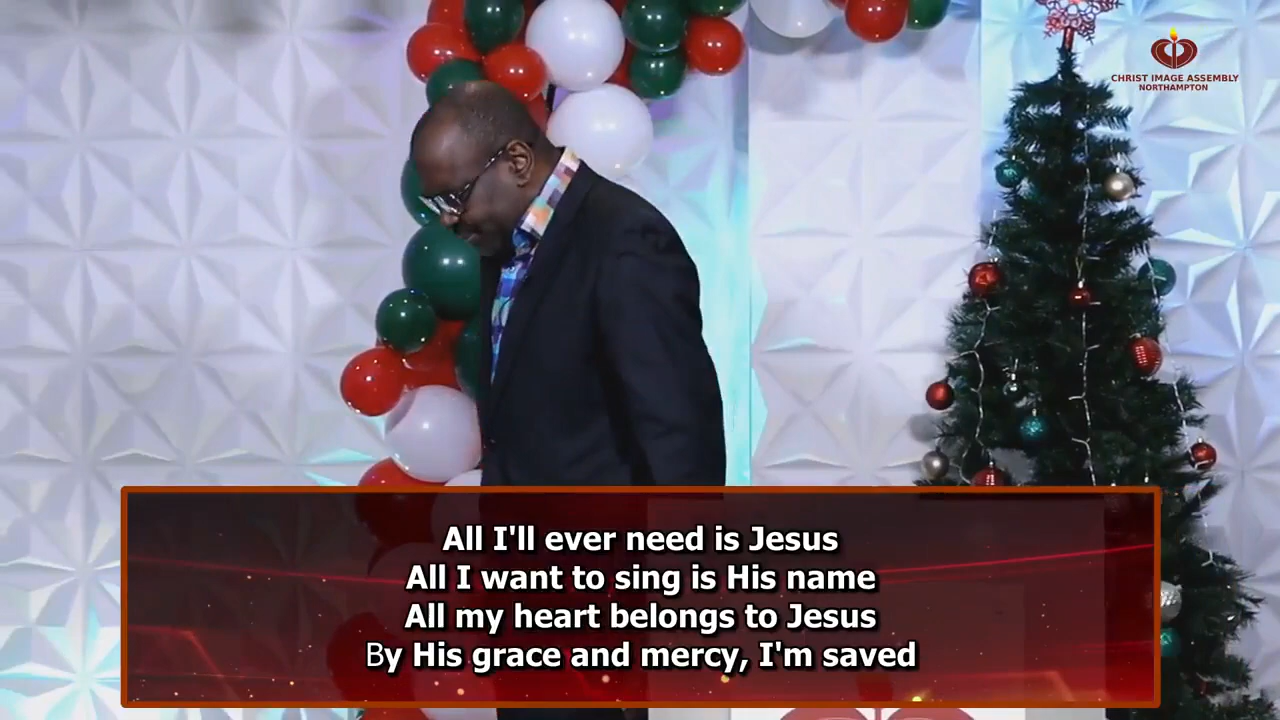 CHRIST IMAGE ASSEMBLY
NORTHAMPTON
All I'll ever need is Jesus
All I want to sing is His name
All my heart belongs to Jesus
By His grace and mercy, I'm saved